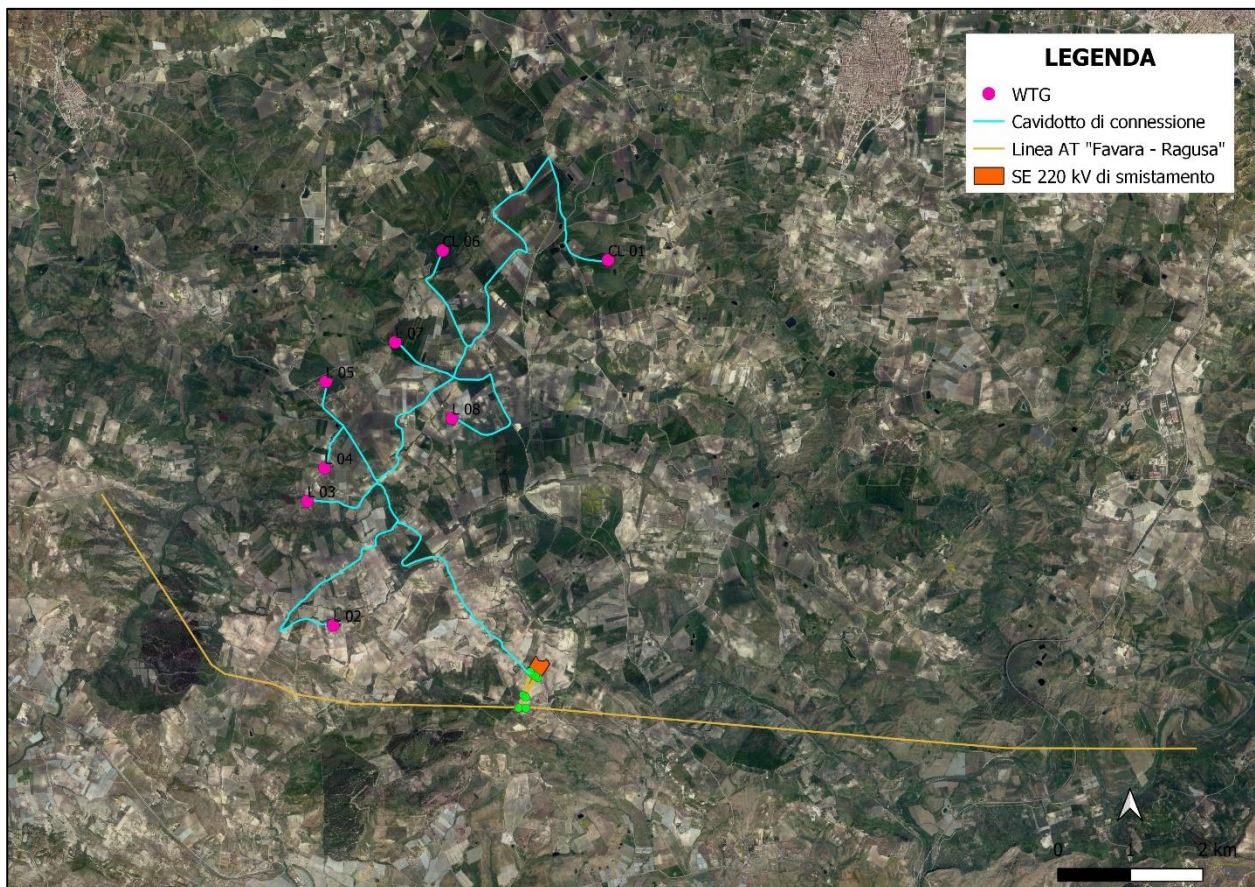 LEGENDA
WTG
Cavidotto di connessione
Linea AT "Favara - Ragusa"
SE 220 kV di smistamento
CL 06
CL 01
L 07
L 05
L 08
L 04
L 03
L 02
0 1 2 km